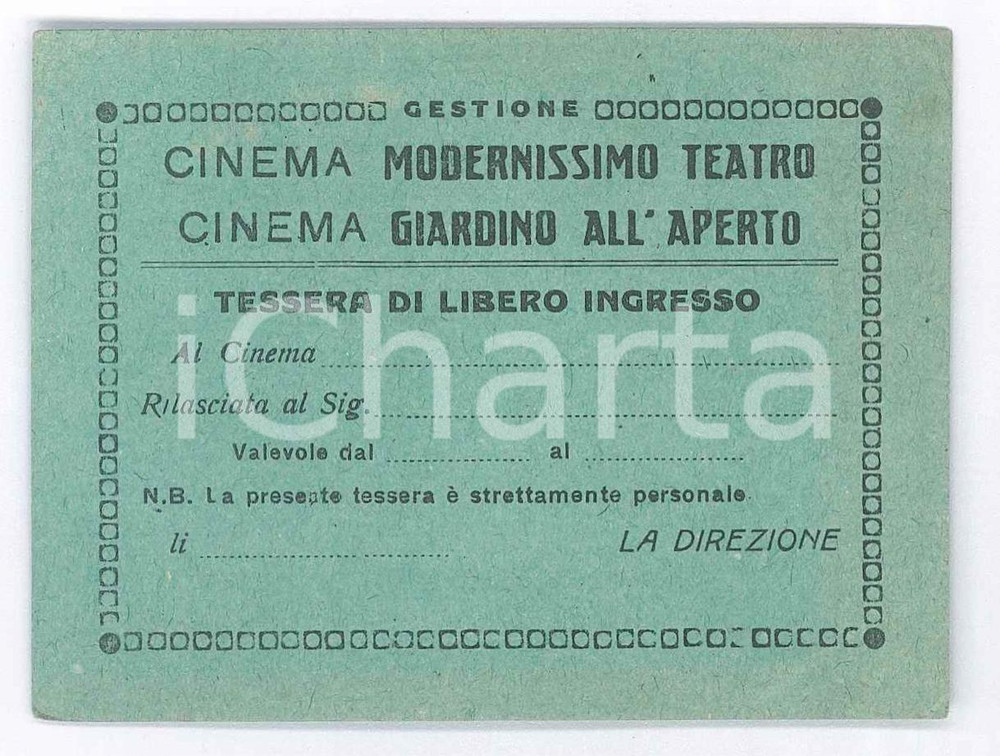 GESTIONE
CINEMA MODERNISSIMO TEATRO
CINEMA GIARDINO ALL' APERTO
TESSERA DI LIBERO INGRESSO
Al Cinema
Rilasciata al Sig.
Valevole dal al
N.B. La presente tessera è strettamente personale.
li LA DIREZIONE
iCharta